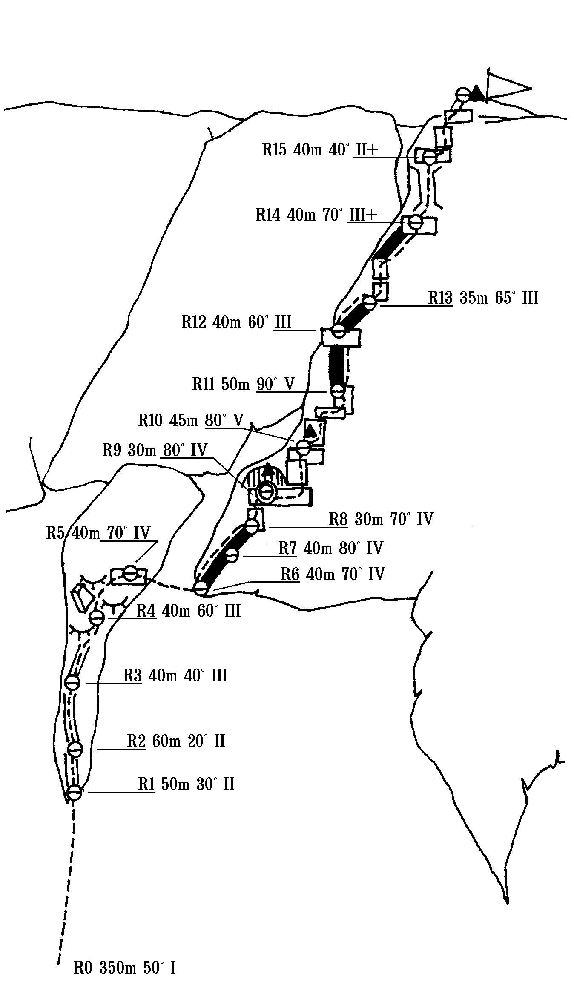 R15 40m 40° II+
R14 40m 70° III+
R13 35m 65° III
R12 40m 60° III
R11 50m 90° V
R10 45m 80° V
R9 30m 80° IV
R8 30m 70° IV
R5 40m 70° IV
R7 40m 80° IV
R6 40m 70° IV
R4 40m 60° III
R3 40m 40° III
R2 60m 20° II
R1 50m 30° II
R0 350m 50° I